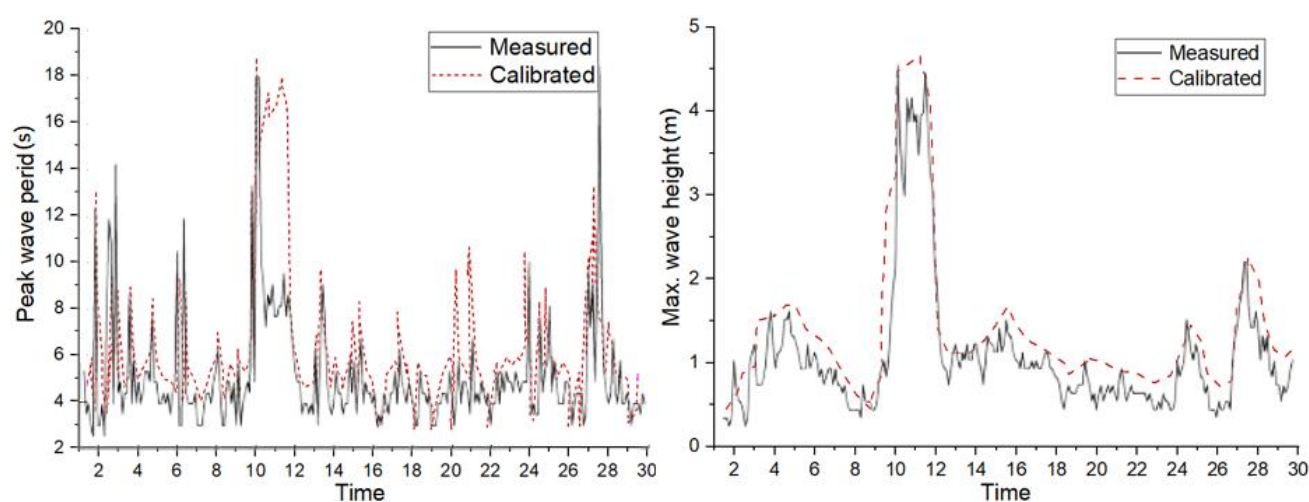 Measured
Calibrated
Peak wave perid(s)
20
18
16
14
12
10
8
6
4
2
2 4 6 8 10 12 14 16 18 20 22 24 26 28 30
Time
Measured
Calibrated
Max. wave height(m)
5
4
3
2
1
0
2 4 6 8 10 12 14 16 18 20 22 24 26 28 30
Time